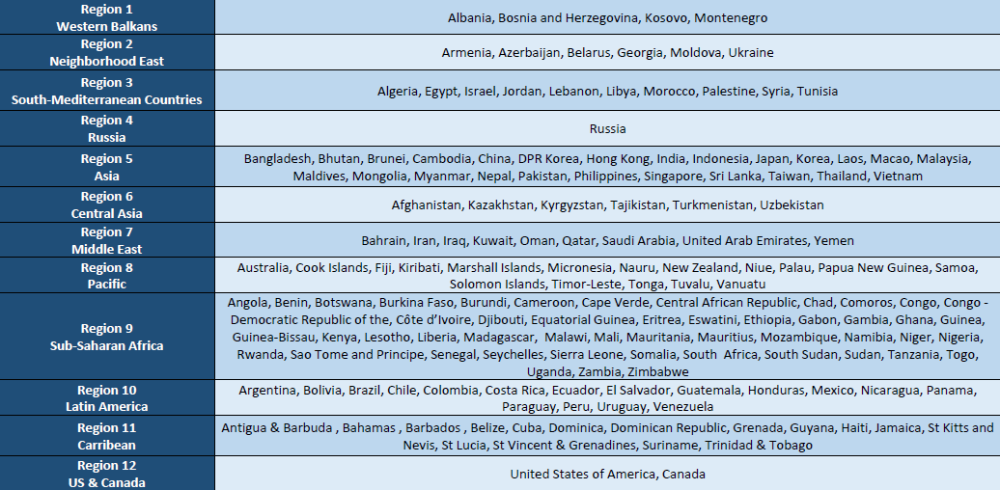 Region 1
Western Balkans
Albania, Bosnia and Herzegovina, Kosovo, Montenegro
Region 2
Neighborhood East
Armenia, Azerbaijan, Belarus, Georgia, Moldova, Ukraine
Region 3
South-Mediterranean Countries
Algeria, Egypt, Israel, Jordan, Lebanon, Libya, Morocco, Palestine, Syria, Tunisia
Region 4
Russia
Russia
Region 5
Asia
Bangladesh, Bhutan, Brunei, Cambodia, China, DPR Korea, Hong Kong, India, Indonesia, Japan, Korea, Laos, Macao, Malaysia,
Maldives, Mongolia, Myanmar, Nepal, Pakistan, Philippines, Singapore, Sri Lanka, Taiwan, Thailand, Vietnam
Region 6
Central Asia
Afghanistan, Kazakhstan, Kyrgyzstan, Tajikistan, Turkmenistan, Uzbekistan
Region 7
Middle East
Bahrain, Iran, Iraq, Kuwait, Oman, Qatar, Saudi Arabia, United Arab Emirates, Yemen
Region 8
Pacific
Australia, Cook Islands, Fiji, Kiribati, Marshall Islands, Micronesia, Nauru, New Zealand, Niue, Palau, Papua New Guinea, Samoa,
Solomon Islands, Timor-Leste, Tonga, Tuvalu, Vanuatu
Region 9
Sub-Saharan Africa
Angola, Benin, Botswana, Burkina Faso, Burundi, Cameroon, Cape Verde, Central African Republic, Chad, Comoros, Congo, Congo -
Democratic Republic of the, Côte d’Ivoire, Djibouti, Equatorial Guinea, Eritrea, Eswatini, Ethiopia, Gabon, Gambia, Ghana, Guinea,
Guinea-Bissau, Kenya, Lesotho, Liberia, Madagascar, Malawi, Mali, Mauritania, Mauritius, Mozambique, Namibia, Niger, Nigeria,
Rwanda, Sao Tome and Principe, Senegal, Seychelles, Sierra Leone, Somalia, South Africa, South Sudan, Sudan, Tanzania, Togo,
Uganda, Zambia, Zimbabwe
Region 10
Latin America
Argentina, Bolivia, Brazil, Chile, Colombia, Costa Rica, Ecuador, El Salvador, Guatemala, Honduras, Mexico, Nicaragua, Panama,
Paraguay, Peru, Uruguay, Venezuela
Region 11
Carribean
Antigua & Barbuda , Bahamas , Barbados , Belize, Cuba, Dominica, Dominican Republic, Grenada, Guyana, Haiti, Jamaica, St Kitts and
Nevis, St Lucia, St Vincent & Grenadines, Suriname, Trinidad & Tobago
Region 12
US & Canada
United States of America, Canada